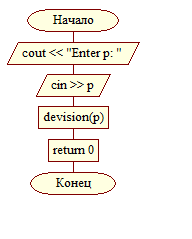 Начало
cout << "Enter p: "
cin >> p
devision(p)
return 0
Конец